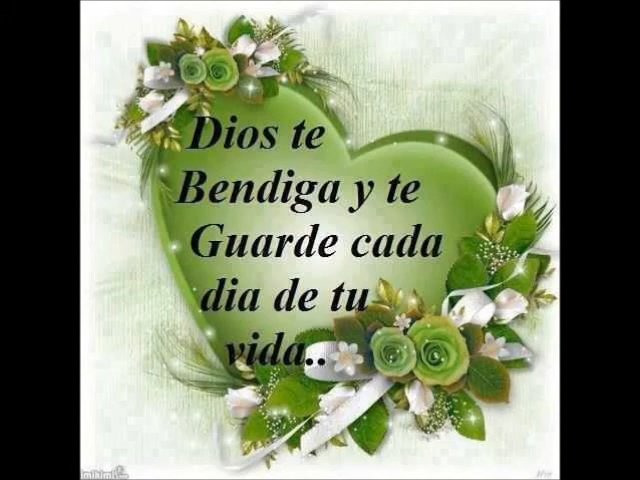 Dios te
Bendiga y te
Guarde cada
dia de tu
vida..